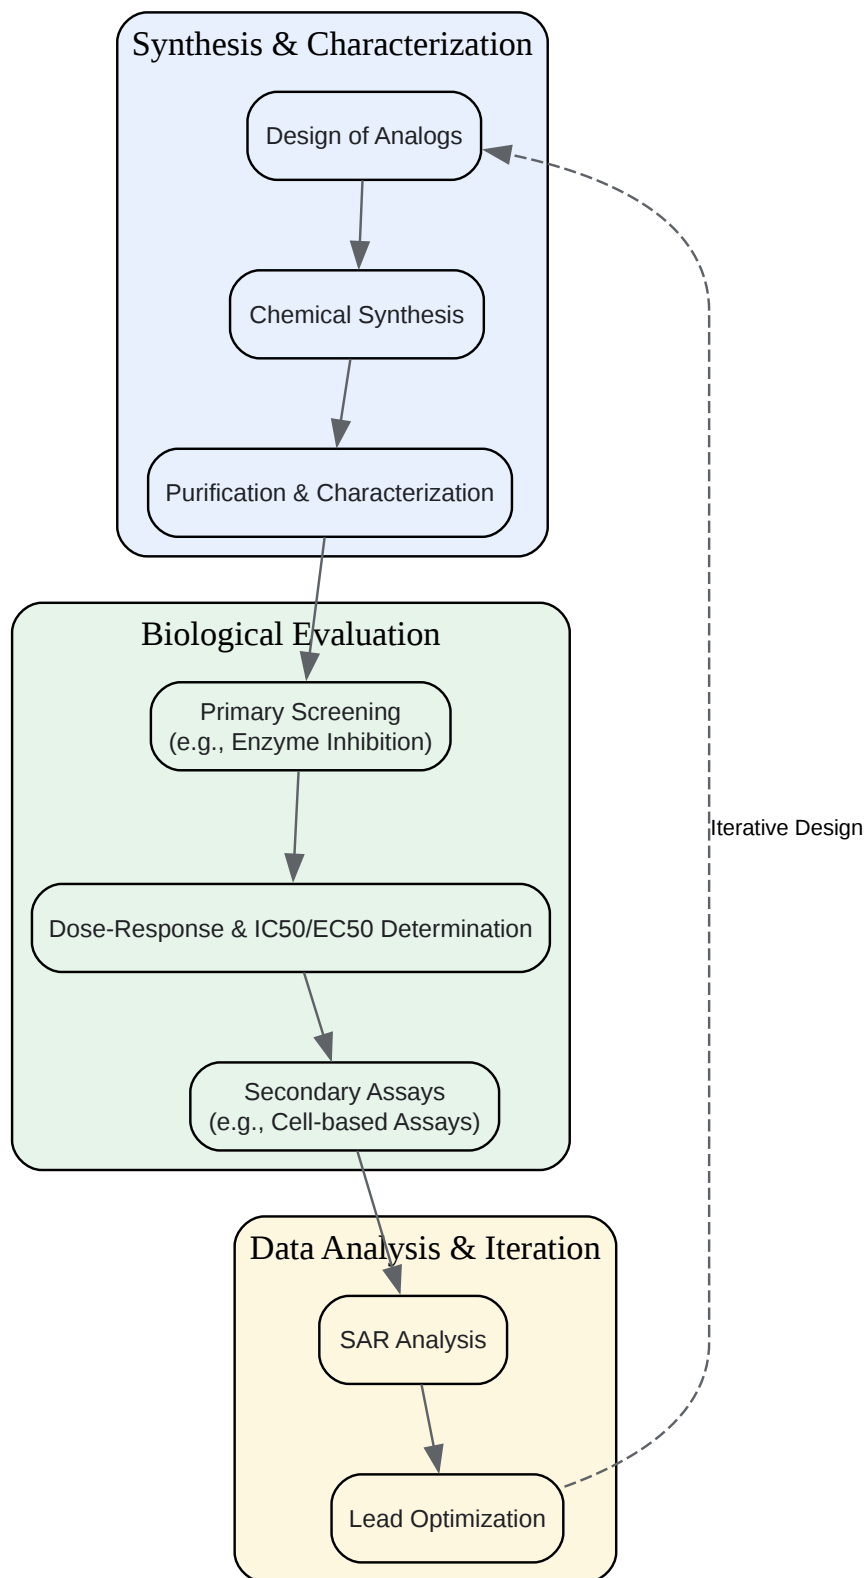 Synthesis & Characterization
Design of Analogs
Chemical Synthesis
Purification & Characterization
Biological Evaluation
Primary Screening
(e.g., Enzyme Inhibition)
Iterative Design
Dose-Response & IC50/EC50 Determination
Secondary Assays
(e.g., Cell-based Assays)
Data Analysis & Iteration
SAR Analysis
Lead Optimization